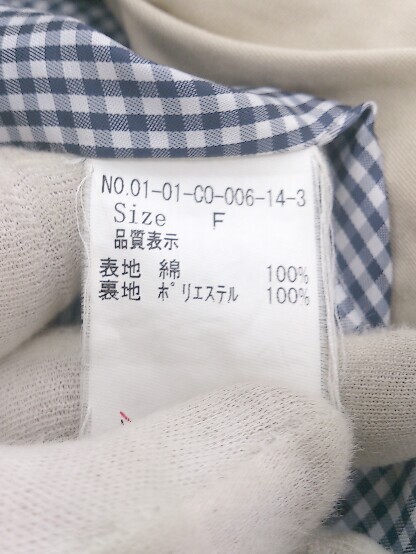 NO.01-01-CO-006-14-3
Size F
品質表示
表地 綿 100%
裏地 ポリエステル 100%